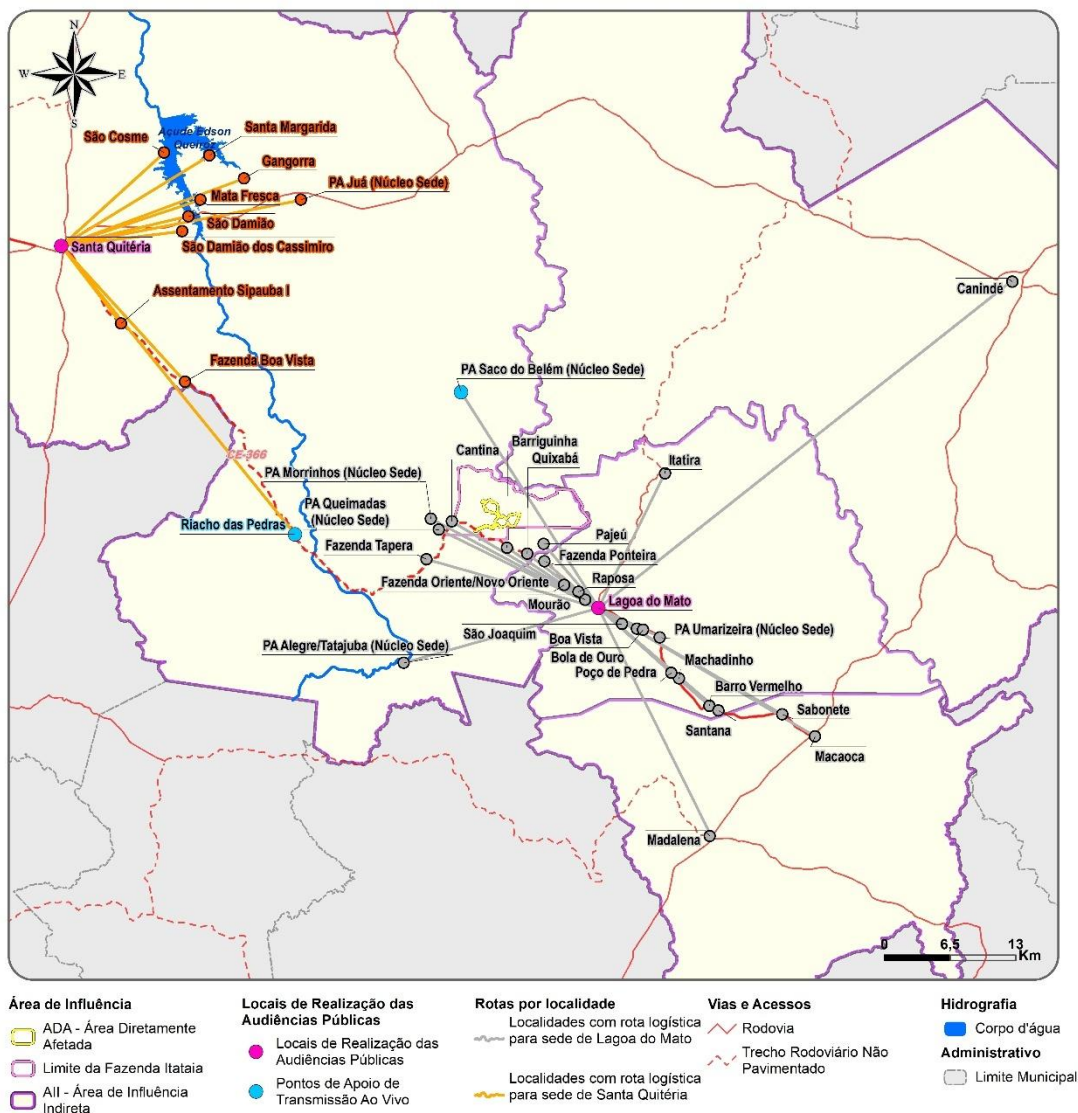 N
W
E
S
Açude Edson
Queiroz
São Cosme
Santa Margarida
Gangorra
Mata Fresca
PA Juá (Núcleo Sede)
São Damião
Santa Quitéria
São Damião dos Cassimiro
Canindé
Assentamento Sipauba I
Fazenda Boa Vista
PA Saco do Belém (Núcleo Sede)
Barriguinha
Cantina
Quixabá
CE-366
Itatira
PA Morrinhos (Núcleo Sede)
PA Queimadas
(Núcleo Sede)
Riacho das Pedras
Pajeú
Fazenda Tapera
Fazenda Ponteira
Fazenda Oriente/Novo Oriente
Raposa
Mourão
Lagoa do Mato
São Joaquim
PA Umarizeira (Núcleo Sede)
Boa Vista
PA Alegre/Tatajuba (Núcleo Sede)
Bola de Ouro
Machadinho
Poço de Pedra
Barro Vermelho
Sabonete
Santana
Macaoca
Madalena
0 6,5 13
Km
Área de Influência
ADA - Área Diretamente
Afetada
Limite da Fazenda Itataia
AII - Área de Influência
Indireta
Locais de Realização das
Audiências Públicas
Locais de Realização das
Audiências Públicas
Pontos de Apoio de
Transmissão Ao Vivo
Rotas por localidade
Localidades com rota logística
para sede de Lagoa do Mato
Localidades com rota logística
para sede de Santa Quitéria
Vias e Acessos
Rodovia
Trecho Rodoviário Não
Pavimentado
Hidrografia
Corpo d'água
Administrativo
Limite Municipal